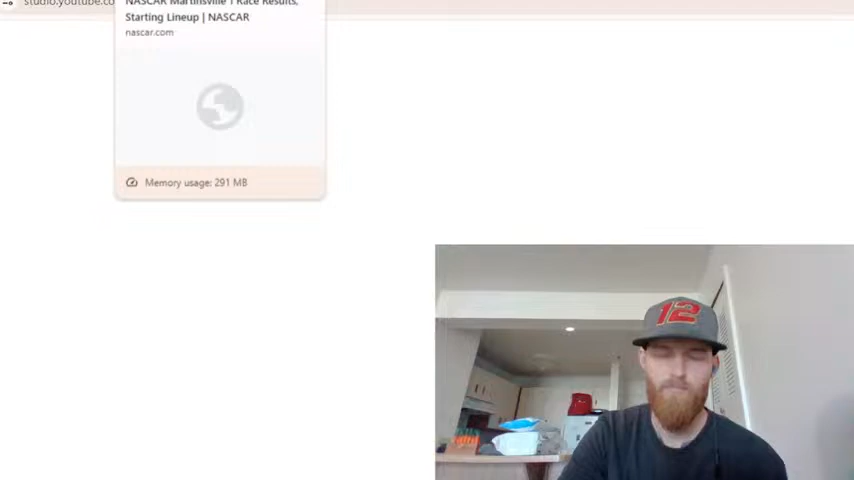 studio.youtube.co
NASCAR Martinsville 1 Race Results,
Starting Lineup | NASCAR
nascar.com
Memory usage: 291 MB
12